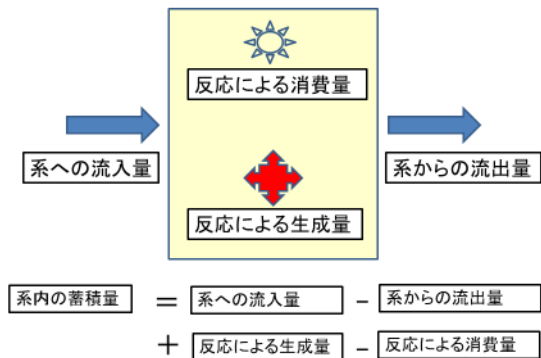 反応による消費量
系への流入量
系からの流出量
反応による生成量
系内の蓄積量 = 系への流入量 − 系からの流出量
+ 反応による生成量 − 反応による消費量